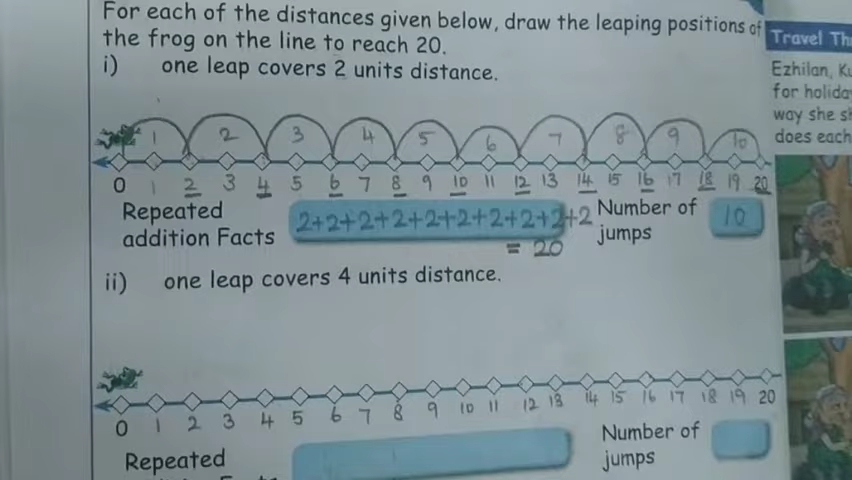 For each of the distances given below, draw the leaping positions of
the frog on the line to reach 20.
i) one leap covers 2 units distance.
1 2 3 4 5 6 7 8 9 10
0 1 2 3 4 5 6 7 8 9 10 11 12 13 14 15 16 17 18 19 20
Repeated
addition Facts
2+2+2+2+2+2+2+2+2+2
= 20
Number of
jumps
10
ii) one leap covers 4 units distance.
0 1 2 3 4 5 6 7 8 9 10 11 12 13 14 15 16 17 18 19 20
Repeated
Number of
jumps
Travel
Ezhilan,
for
way she
does each